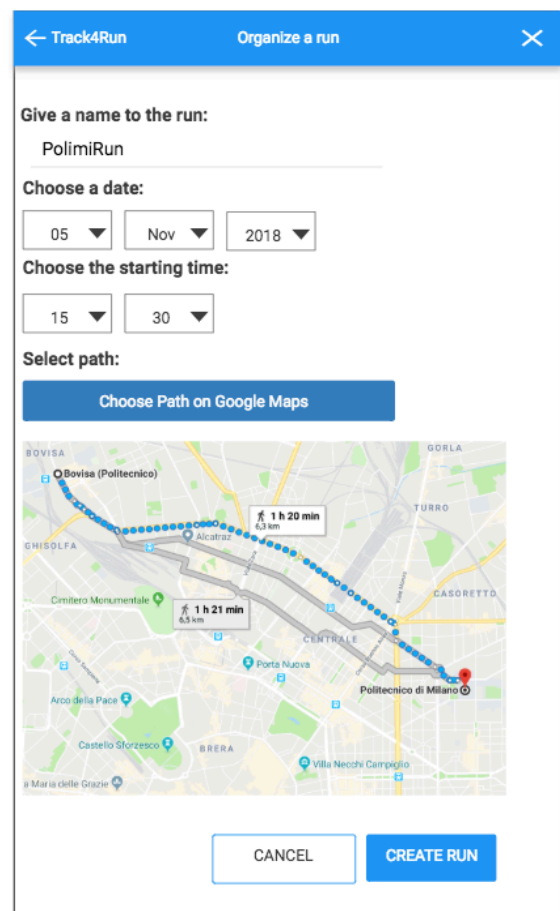 Track4Run
Organize a run
Give a name to the run:
PolimiRun
Choose a date:
05 Nov 2018
Choose the starting time:
15 30
Select path:
Choose Path on Google Maps
BOVISA
GORLA
Bovisa (Politecnico)
TURRO
1 h 20 min
6,3 km
Alcatraz
GHISOLFA
CASORETTO
Cimitero Monumentale
1 h 21 min
6,5 km
CENTRALE
Porta Nuova
Politecnico di Milano
Arco della Pace
Castello Sforzesco
BRERA
Villa Necchi Campiglio
a Maria delle Grazie
CANCEL
CREATE RUN